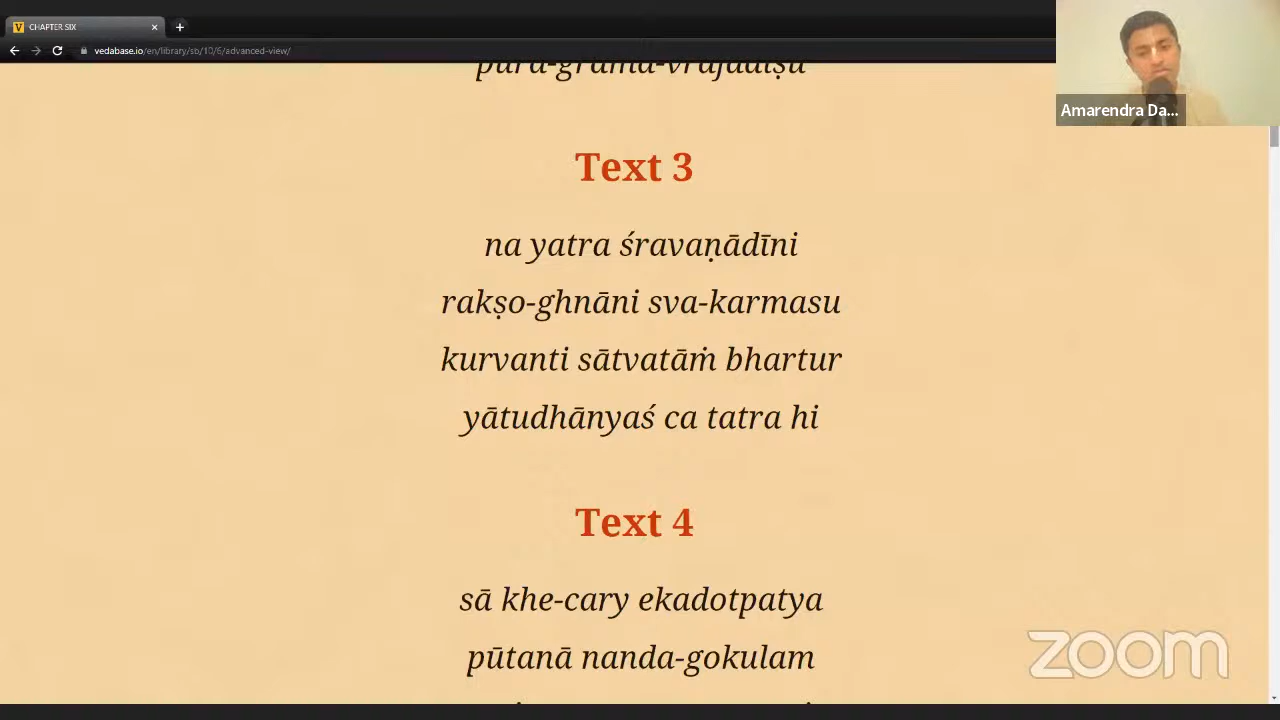 CHAPTER SIX
vedabase.io/en/library/sb/10/6/advanced-view/
pura-grāma-vrajādiṣu
Amarendra Da...
Text 3
na yatra śravaṇādīni
rakṣo-ghnāni sva-karmasu
kurvanti sātvatāṁ bhartur
yātudhānyaś ca tatra hi
Text 4
sā khe-cary ekadotpatya
pūtanā nanda-gokulam
zoom